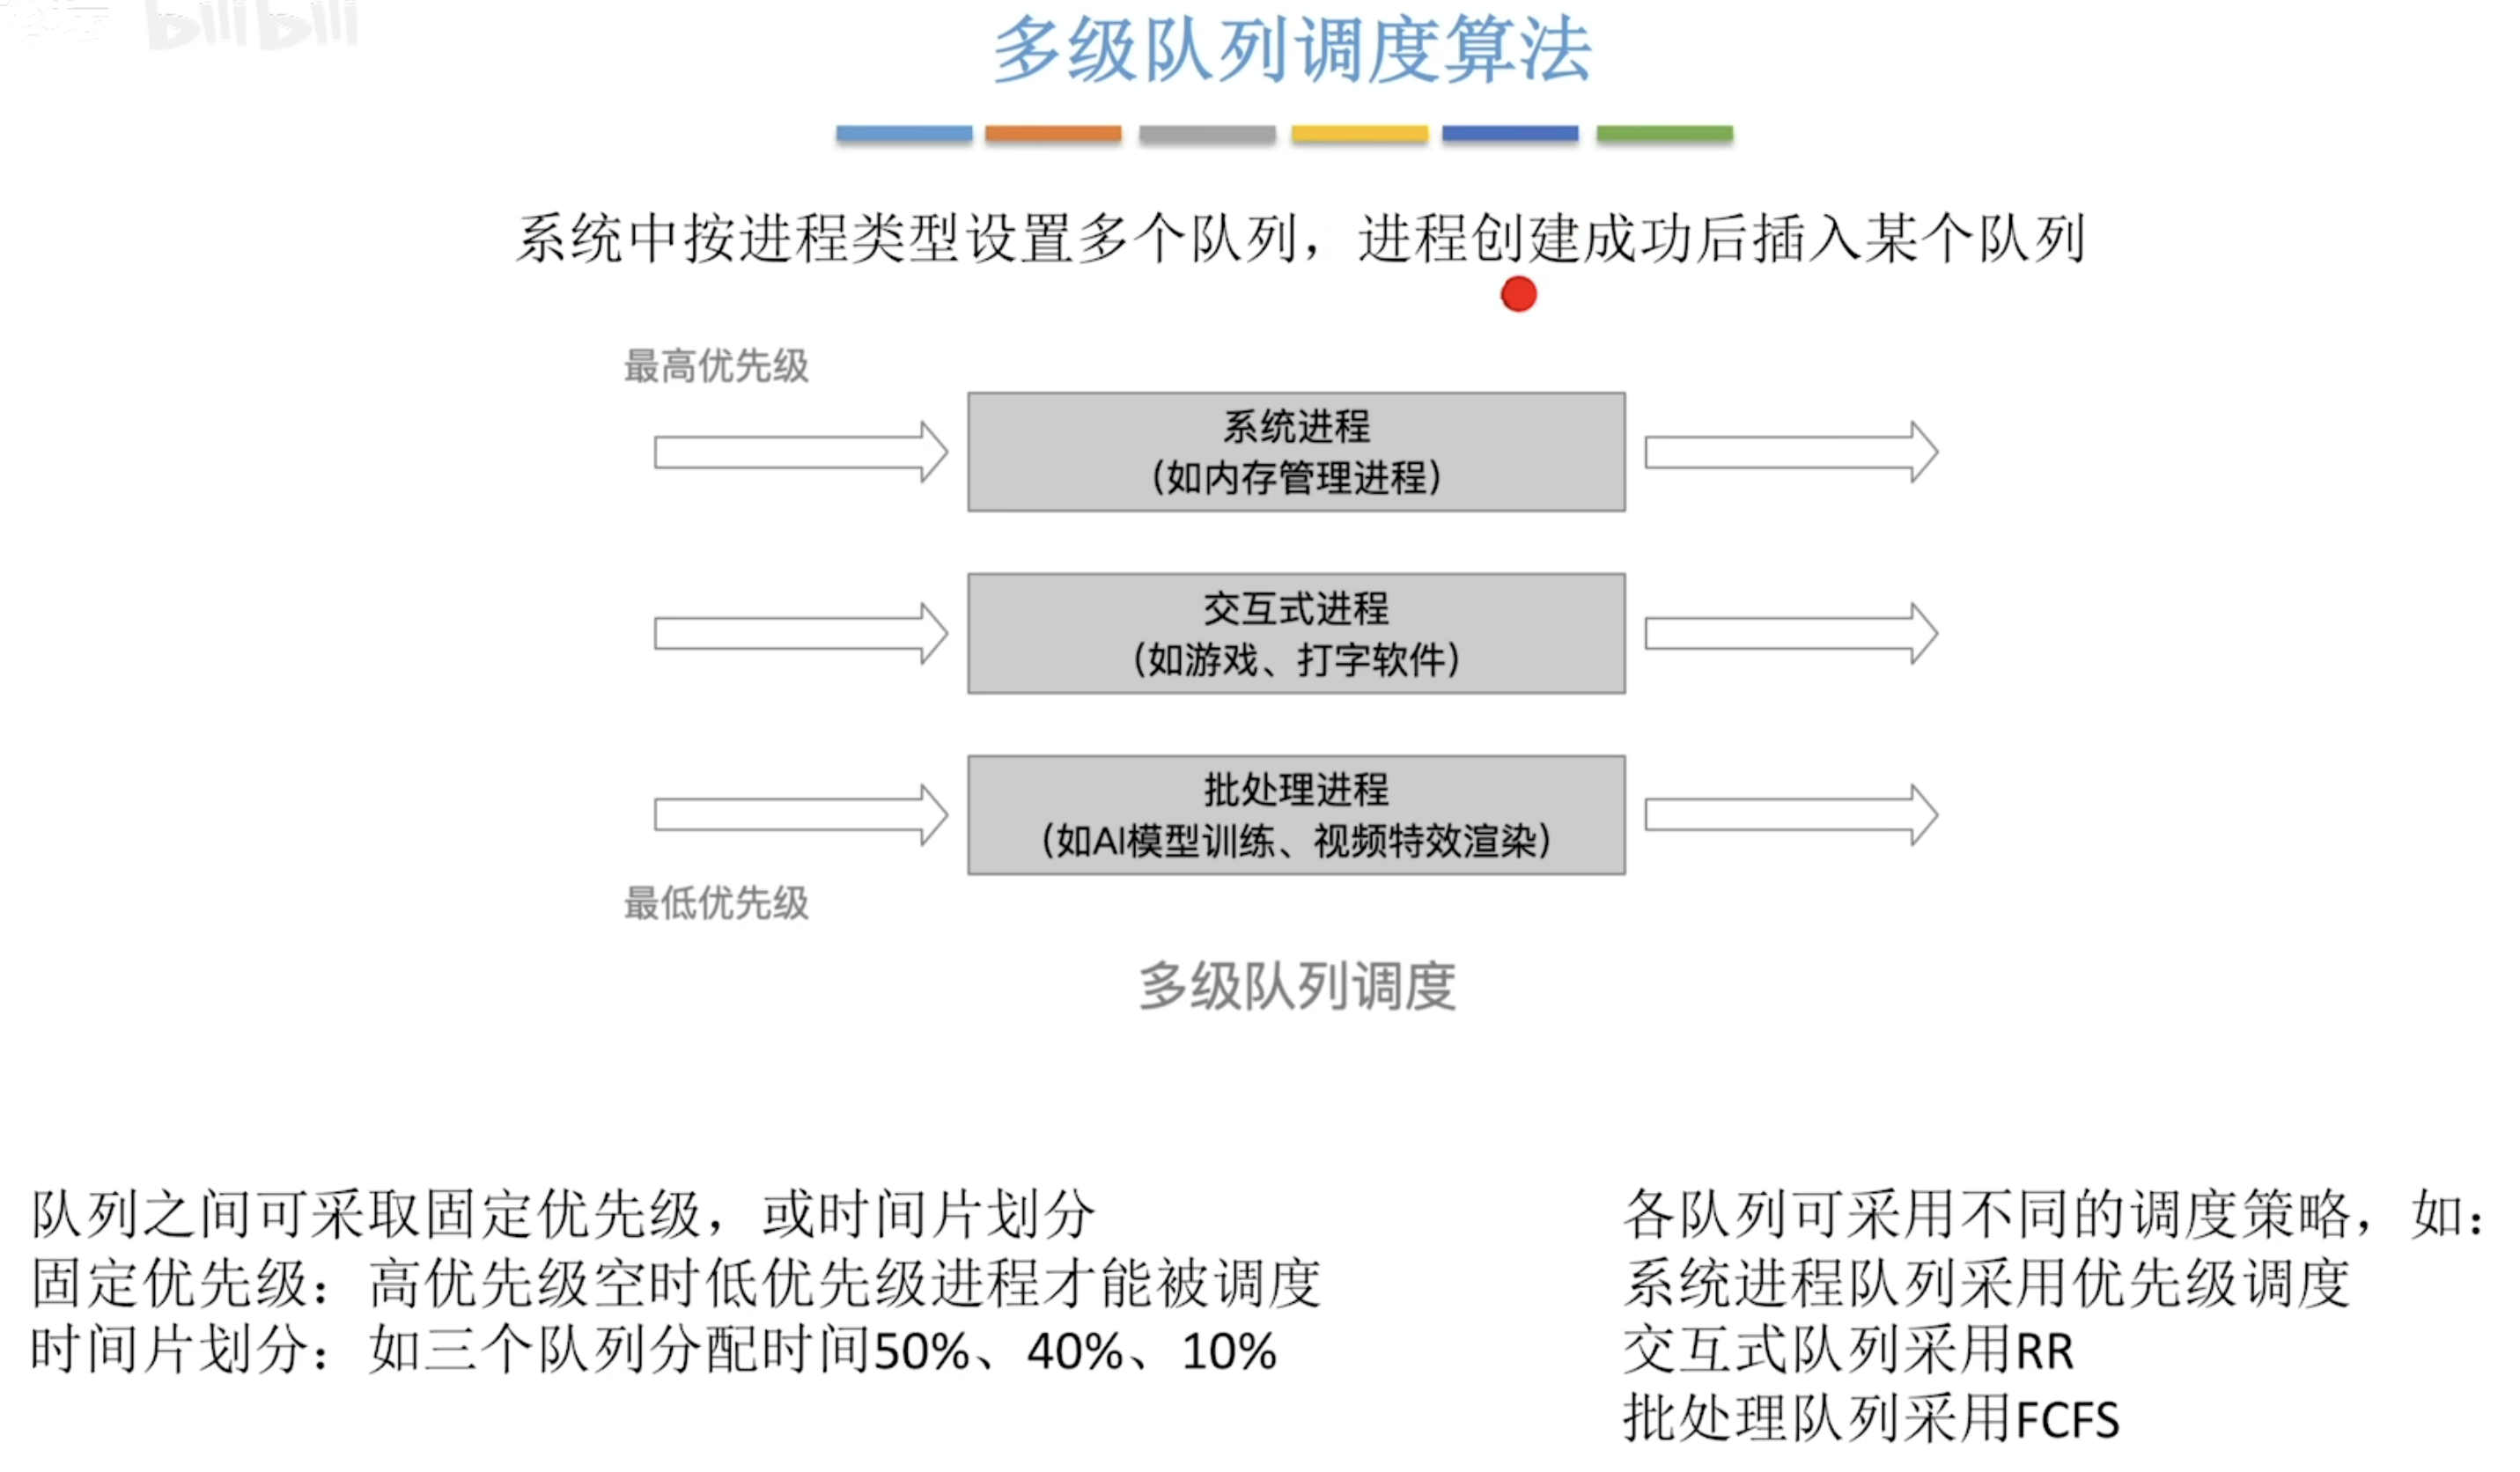 bilibili
多级队列调度算法
系统中按进程类型设置多个队列，进程创建成功后插入某个队列
最高优先级
系统进程
（如内存管理进程）
交互式进程
（如游戏、打字软件）
批处理进程
（如AI模型训练、视频特效渲染）
最低优先级
多级队列调度
队列之间可采取固定优先级，或时间片划分
固定优先级：高优先级空时低优先级进程才能被调度
时间片划分：如三个队列分配时间50%、40%、10%
各队列可采用不同的调度策略，如：
系统进程队列采用优先级调度
交互式队列采用RR
批处理队列采用FCFS